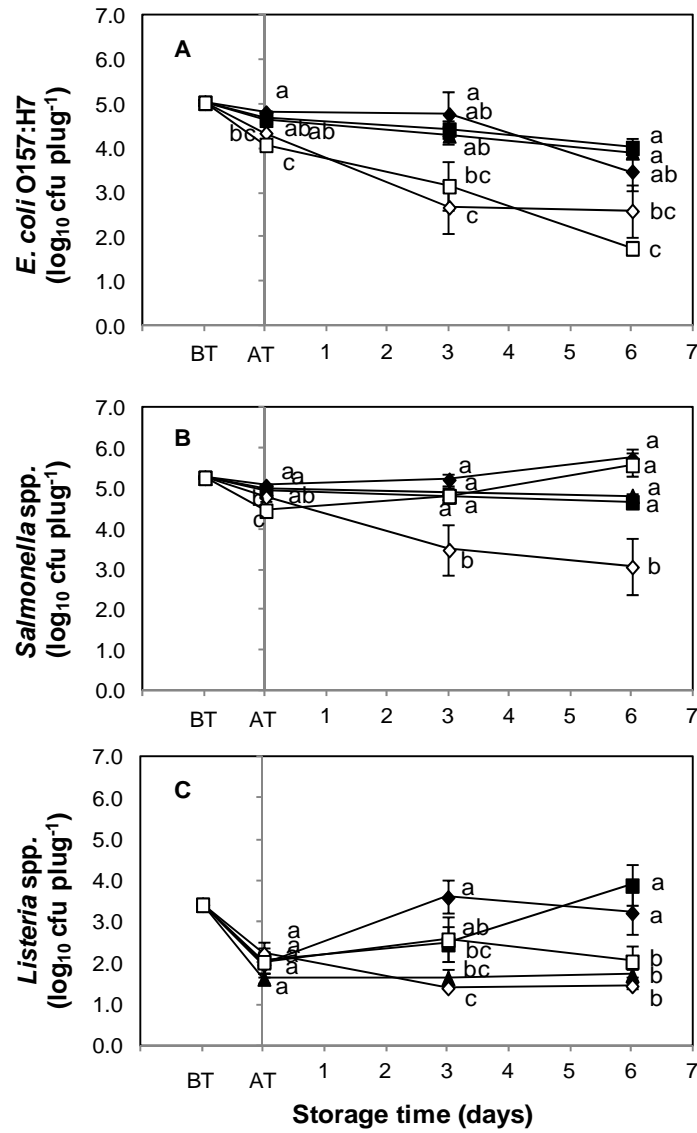 7.0
A
6.0
a
a
5.0
ab
bc
ab
ab
a
4.0
ab
a
c
ab
3.0
bc
bc
2.0
c
c
1.0
0.0
E. coli O157:H7
(log10 cfu plug-1)
BT AT 1 2 3 4 5 6 7
7.0
B
a
6.0
a a
a
a
5.0
ab
a
a
a
a
4.0
c
3.0
b
b
2.0
1.0
0.0
Salmonella spp.
(log10 cfu plug-1)
BT AT 1 2 3 4 5 6 7
7.0
C
6.0
5.0
4.0
a
a
3.0
a
a
ab
a
2.0
a
bc
b
a
bc
b
1.0
a
c
b
0.0
Listeria spp.
(log10 cfu plug-1)
BT AT 1 2 3 4 5 6 7
Storage time (days)